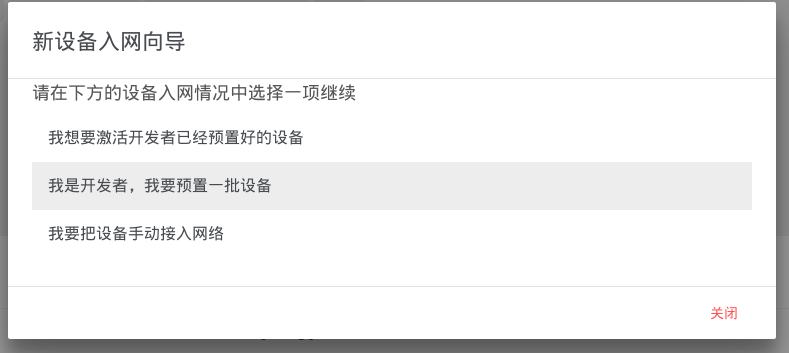 新设备入网向导
请在下方的设备入网情况中选择一项继续
我想要激活开发者已经预置好的设备
我是开发者，我要预置一批设备
我要把设备手动接入网络
关闭